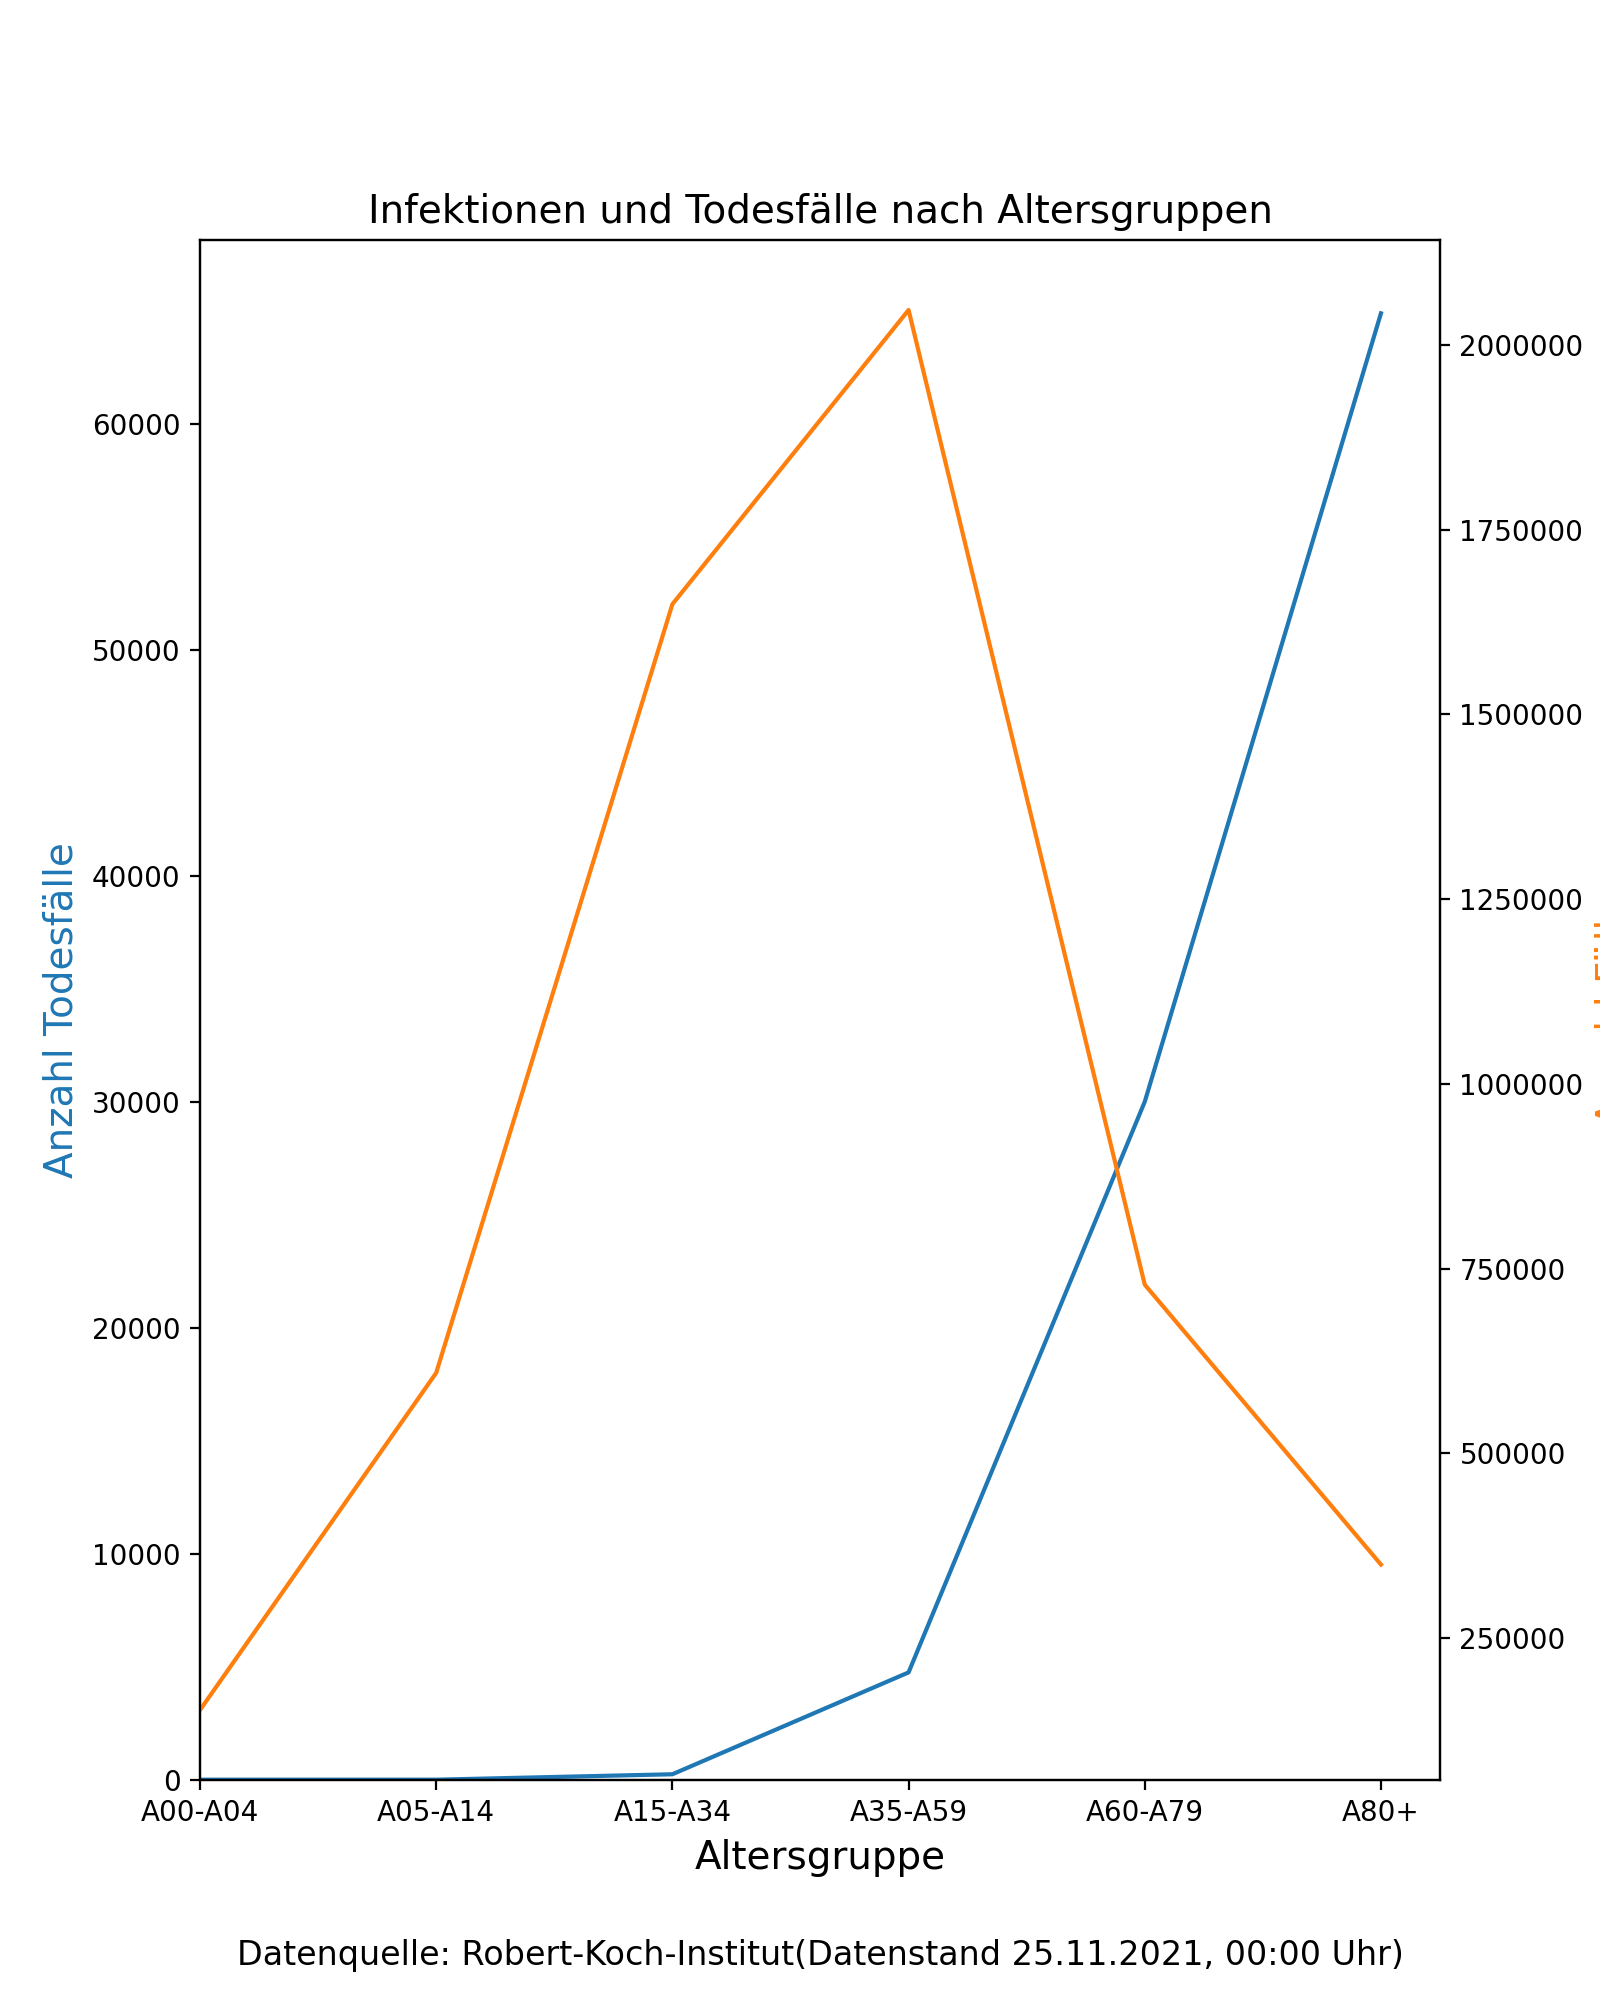 Infektionen und Todesfälle nach Altersgruppen
60000
50000
40000
30000
20000
10000
0
Anzahl Todesfälle
2000000
1750000
1500000
1250000
1000000
750000
500000
250000
A00-A04
A05-A14
A15-A34
A35-A59
A60-A79
A80+
Altersgruppe
Datenquelle: Robert-Koch-Institut(Datenstand 25.11.2021, 00:00 Uhr)